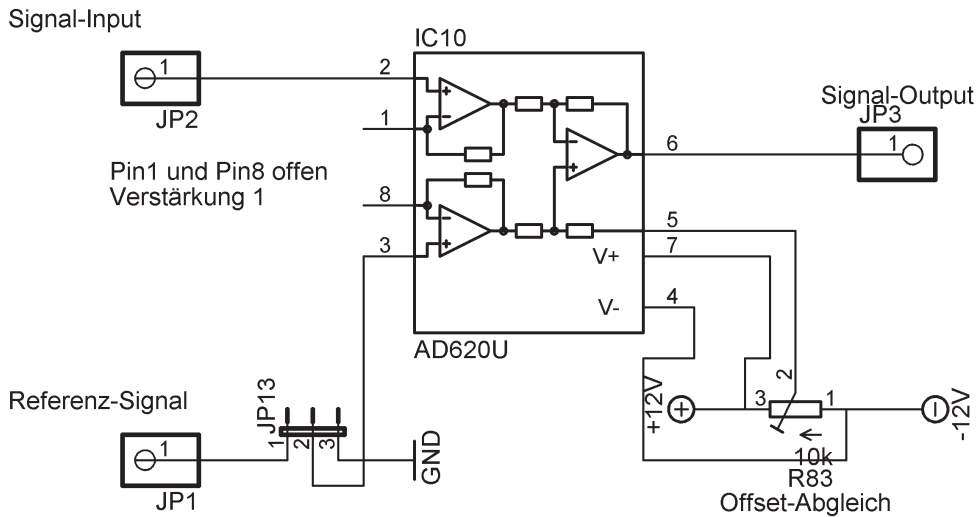 Signal-Input
IC10
1
2
JP2
1
Signal-Output
JP3
1
6
Pin1 und Pin8 offen
Verstärkung 1
8
3
5
V+
7
V-
4
AD620U
Referenz-Signal
1
JP1
JP13
1
2
3
GND
+12V
3
2
1
-12V
10k
R83
Offset-Abgleich